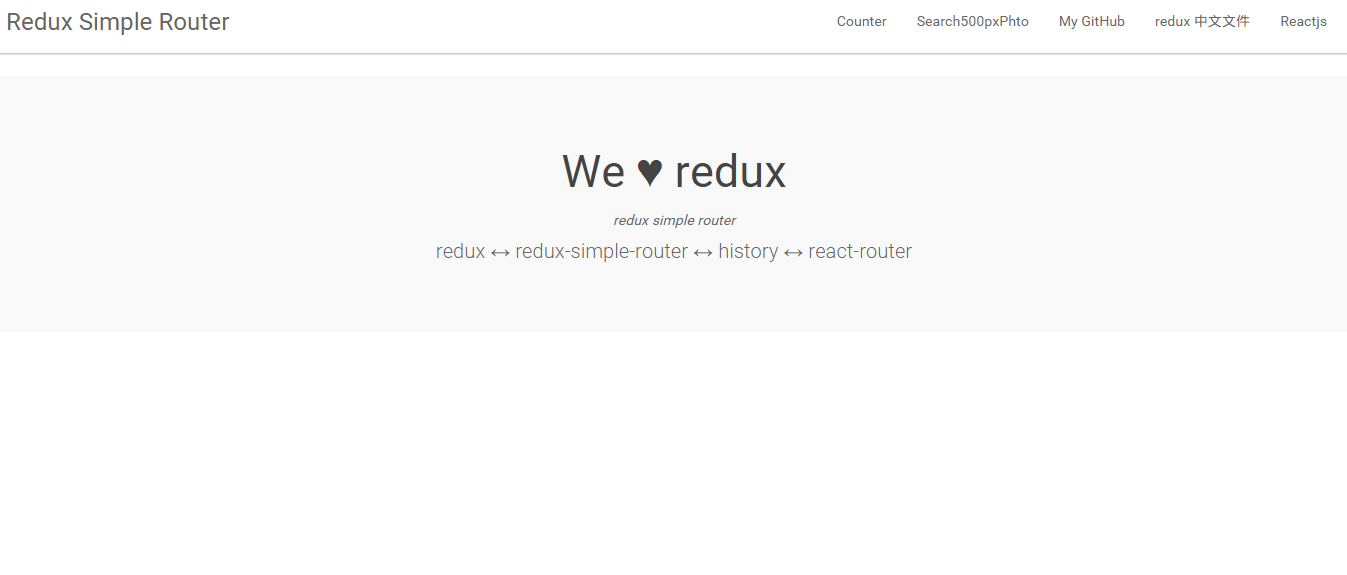 Redux Simple Router
Counter Search500pxPhto My GitHub redux 中文文件 Reactjs
We ♥ redux
redux simple router
redux ↔ redux-simple-router ↔ history ↔ react-router